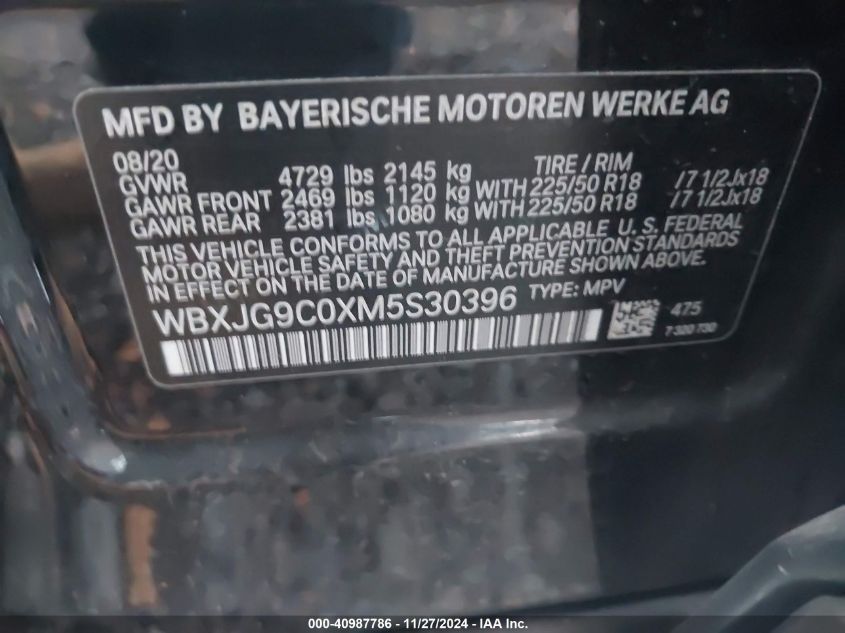 MFD BY BAYERISCHE MOTOREN WERKE AG
08/20 TIRE / RIM
GVWR 4729 lbs 2145 kg
GAWR FRONT 2469 lbs 1120 kg WITH 225/50 R18 /7 1/2Jx18
GAWR REAR 2381 lbs 1080 kg WITH 225/50 R18 /7 1/2Jx18
THIS VEHICLE CONFORMS TO ALL APPLICABLE U. S. FEDERAL
MOTOR VEHICLE SAFETY AND THEFT PREVENTION STANDARDS
IN EFFECT ON THE DATE OF MANUFACTURE SHOWN ABOVE.
WBXJG9C0XM5S30396 TYPE: MPV
475
7 320 730
000-40987786 - 11/27/2024 - IAA Inc.